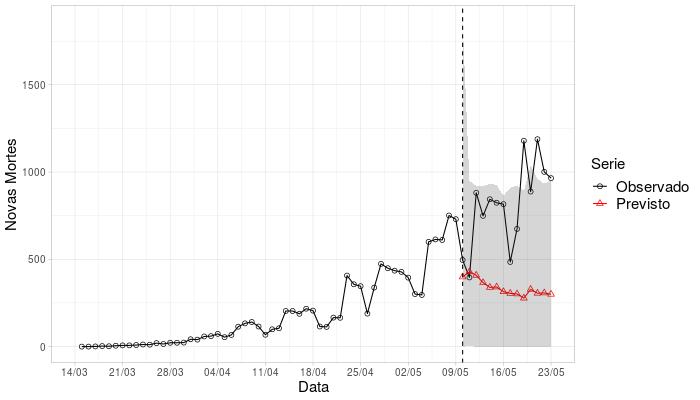 1500
1000
500
0
14/03 21/03 28/03 04/04 11/04 18/04 25/04 02/05 09/05 16/05 23/05
Data
Novas Mortes
Serie
Observado
Previsto